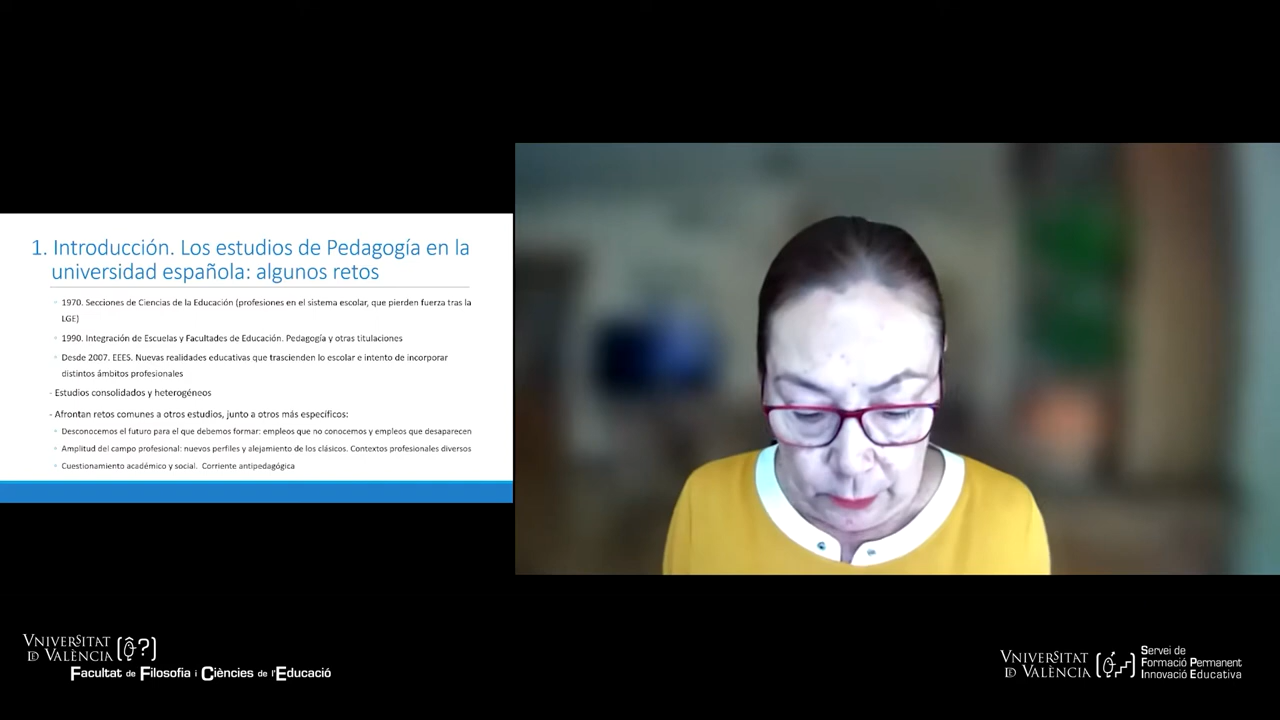 1. Introducción. Los estudios de Pedagogía en la
universidad española: algunos retos
◦ 1970. Secciones de Ciencias de la Educación (profesiones en el sistema escolar, que pierden fuerza tras la
LGE)
◦ 1990. Integración de Escuelas y Facultades de Educación. Pedagogía y otras titulaciones
◦ Desde 2007. EEES. Nuevas realidades educativas que trascienden lo escolar e intento de incorporar
distintos ámbitos profesionales
- Estudios consolidados y heterogéneos
- Afrontan retos comunes a otros estudios, junto a otros más específicos:
◦ Desconocemos el futuro para el que debemos formar: empleos que no conocemos y empleos que desaparecen
◦ Amplitud del campo profesional: nuevos perfiles y alejamiento de los clásicos. Contextos profesionales diversos
◦ Cuestionamiento académico y social. Corriente antipedagógica
VNIVERSITAT
ID VALÈNCIA
Facultat de Filosofia i Ciències de l'Educació
VNIVERSITAT
ID VALÈNCIA
Servei de
Formació Permanent
Innovació Educativa